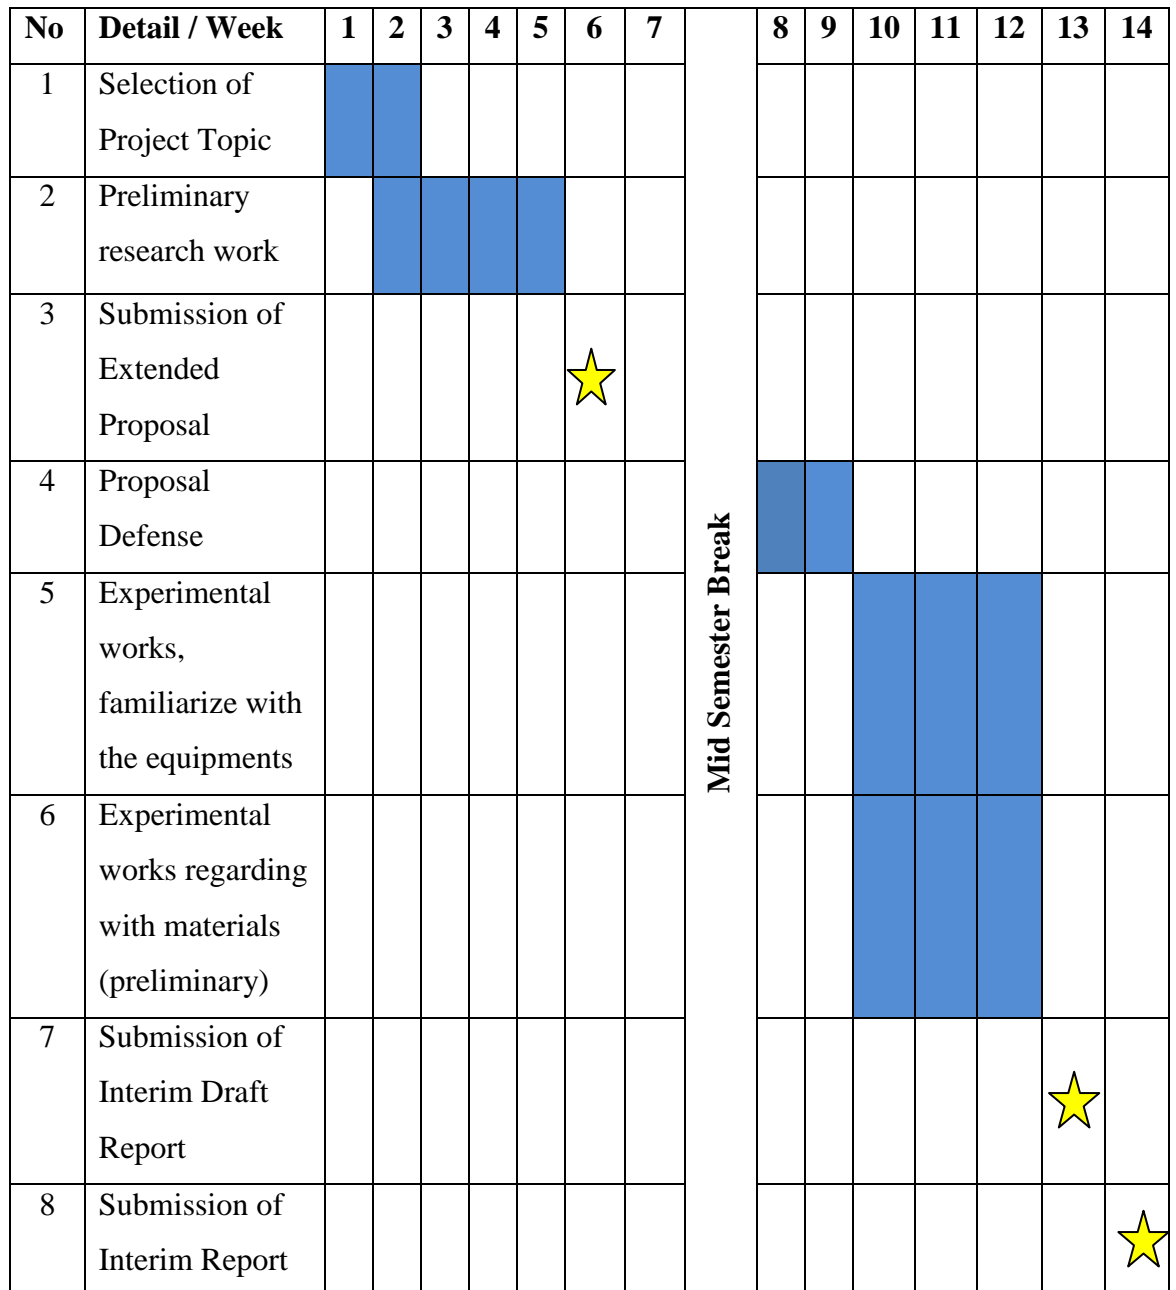 No Detail / Week 1 2 3 4 5 6 7 8 9 10 11 12 13 14
1 Selection of
Project Topic
2 Preliminary
research work
3 Submission of
Extended
Proposal
4 Proposal
Defense
Mid Semester Break
5 Experimental
works,
familiarize with
the equipments
6 Experimental
works regarding
with materials
(preliminary)
7 Submission of
Interim Draft
Report
8 Submission of
Interim Report